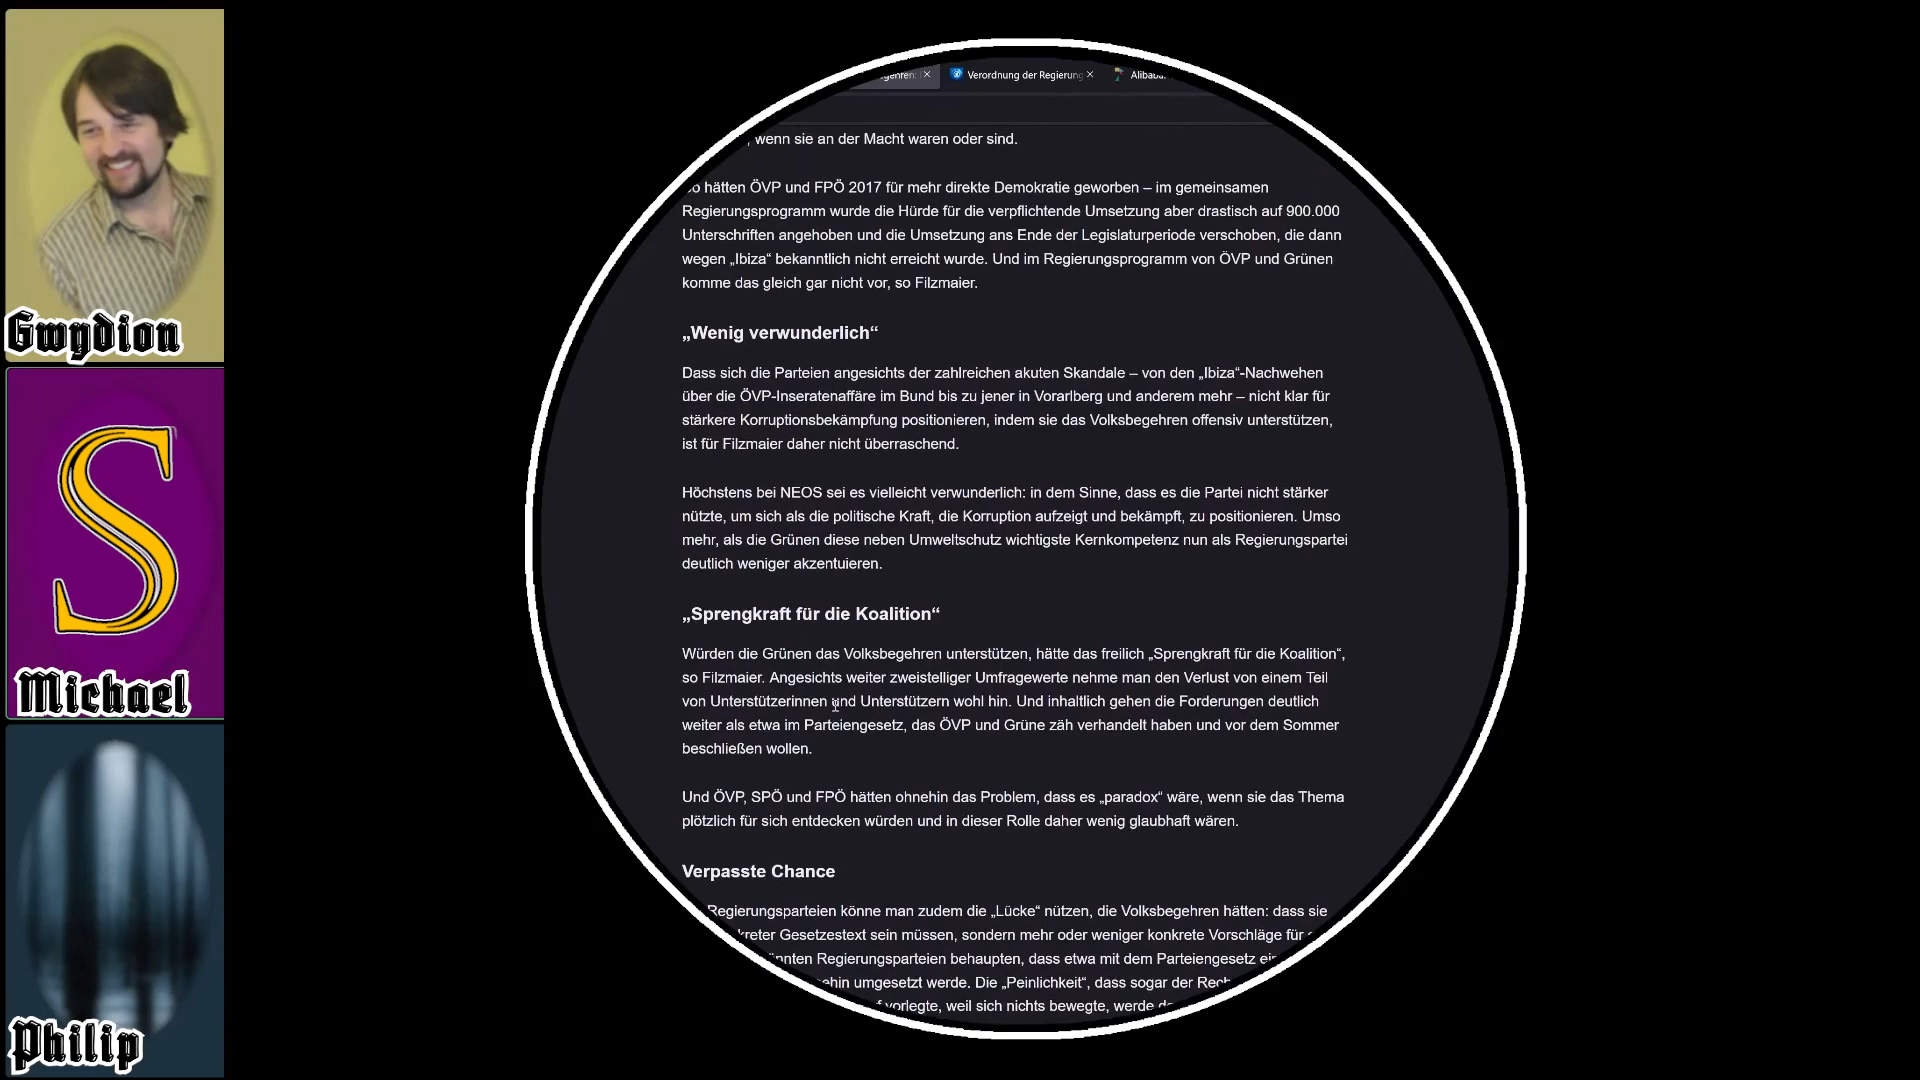 Gwydion
S
Michael
Philip
Verordnung der Regierung
wenn sie an der Macht waren oder sind.
hätten ÖVP und FPÖ 2017 für mehr direkte Demokratie geworben – im gemeinsamen
Regierungsprogramm wurde die Hürde für die verpflichtende Umsetzung aber drastisch auf 900.000
Unterschriften angehoben und die Umsetzung ans Ende der Legislaturperiode verschoben, die dann
wegen „Ibiza“ bekanntlich nicht erreicht wurde. Und im Regierungsprogramm von ÖVP und Grünen
komme das gleich gar nicht vor, so Filzmaier.
„Wenig verwunderlich“
Dass sich die Parteien angesichts der zahlreichen akuten Skandale – von den „Ibiza“-Nachwehen
über die ÖVP-Inseratenaffäre im Bund bis zu jener in Vorarlberg und anderem mehr – nicht klar für
stärkere Korruptionsbekämpfung positionieren, indem sie das Volksbegehren offensiv unterstützen,
ist für Filzmaier daher nicht überraschend.
Höchstens bei NEOS sei es vielleicht verwunderlich: in dem Sinne, dass es die Partei nicht stärker
nützte, um sich als die politische Kraft, die Korruption aufzeigt und bekämpft, zu positionieren. Umso
mehr, als die Grünen diese neben Umweltschutz wichtigste Kernkompetenz nun als Regierungspartei
deutlich weniger akzentuieren.
„Sprengkraft für die Koalition“
Würden die Grünen das Volksbegehren unterstützen, hätte das freilich „Sprengkraft für die Koalition“,
so Filzmaier. Angesichts weiter zweistelliger Umfragewerte nehme man den Verlust von einem Teil
von Unterstützerinnen und Unterstützern wohl hin. Und inhaltlich gehen die Forderungen deutlich
weiter als etwa im Parteiengesetz, das ÖVP und Grüne zäh verhandelt haben und vor dem Sommer
beschließen wollen.
Und ÖVP, SPÖ und FPÖ hätten ohnehin das Problem, dass es „paradox“ wäre, wenn sie das Thema
plötzlich für sich entdecken würden und in dieser Rolle daher wenig glaubhaft wären.
Verpasste Chance
Regierungsparteien könne man zudem die „Lücke“ nützen, die Volksbegehren hätten: dass sie
Gesetzestext sein müssen, sondern mehr oder weniger konkrete Vorschläge für
Regierungsparteien behaupten, dass etwa mit dem Parteiengesetz
umgesetzt werde. Die „Peinlichkeit“, dass sogar der
vorlegte, weil sich nichts bewegte, werde